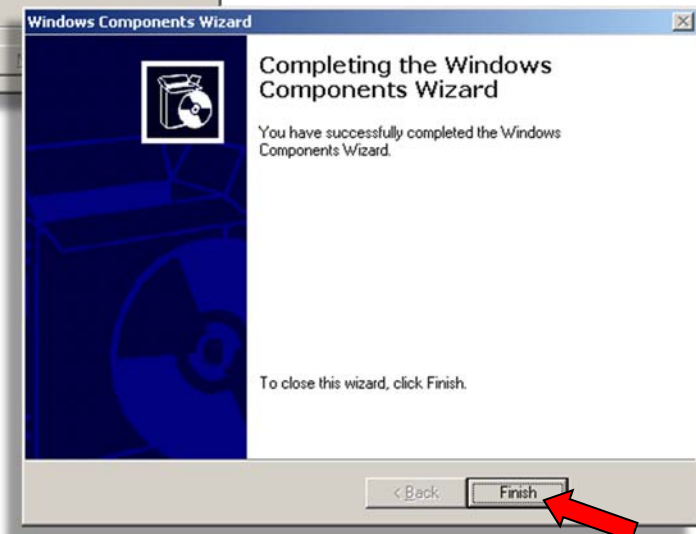 Windows Components Wizard
Completing the Windows
Components Wizard
You have successfully completed the Windows
Components Wizard.
To close this wizard, click Finish.
< Back
Finish